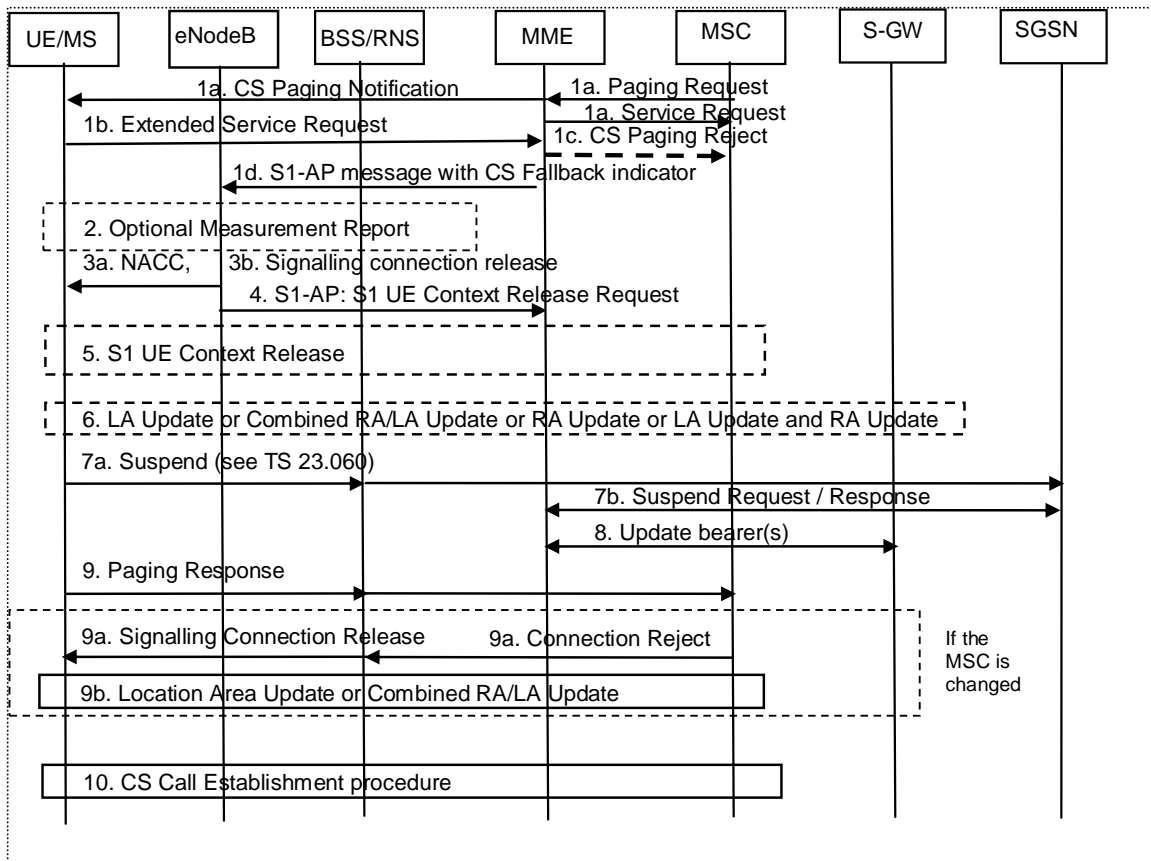 UE/MS
eNodeB
BSS/RNS
MME
MSC
S-GW
SGSN
1a. CS Paging Notification
1a. Paging Request
1a. Service Request
1b. Extended Service Request
1c. CS Paging Reject
1d. S1-AP message with CS Fallback indicator
2. Optional Measurement Report
3a. NACC,
3b. Signalling connection release
4. S1-AP: S1 UE Context Release Request
5. S1 UE Context Release
6. LA Update or Combined RA/LA Update or RA Update or LA Update and RA Update
7a. Suspend (see TS 23.060)
7b. Suspend Request / Response
8. Update bearer(s)
9. Paging Response
9a. Signalling Connection Release
9a. Connection Reject
If the
MSC is
changed
9b. Location Area Update or Combined RA/LA Update
10. CS Call Establishment procedure